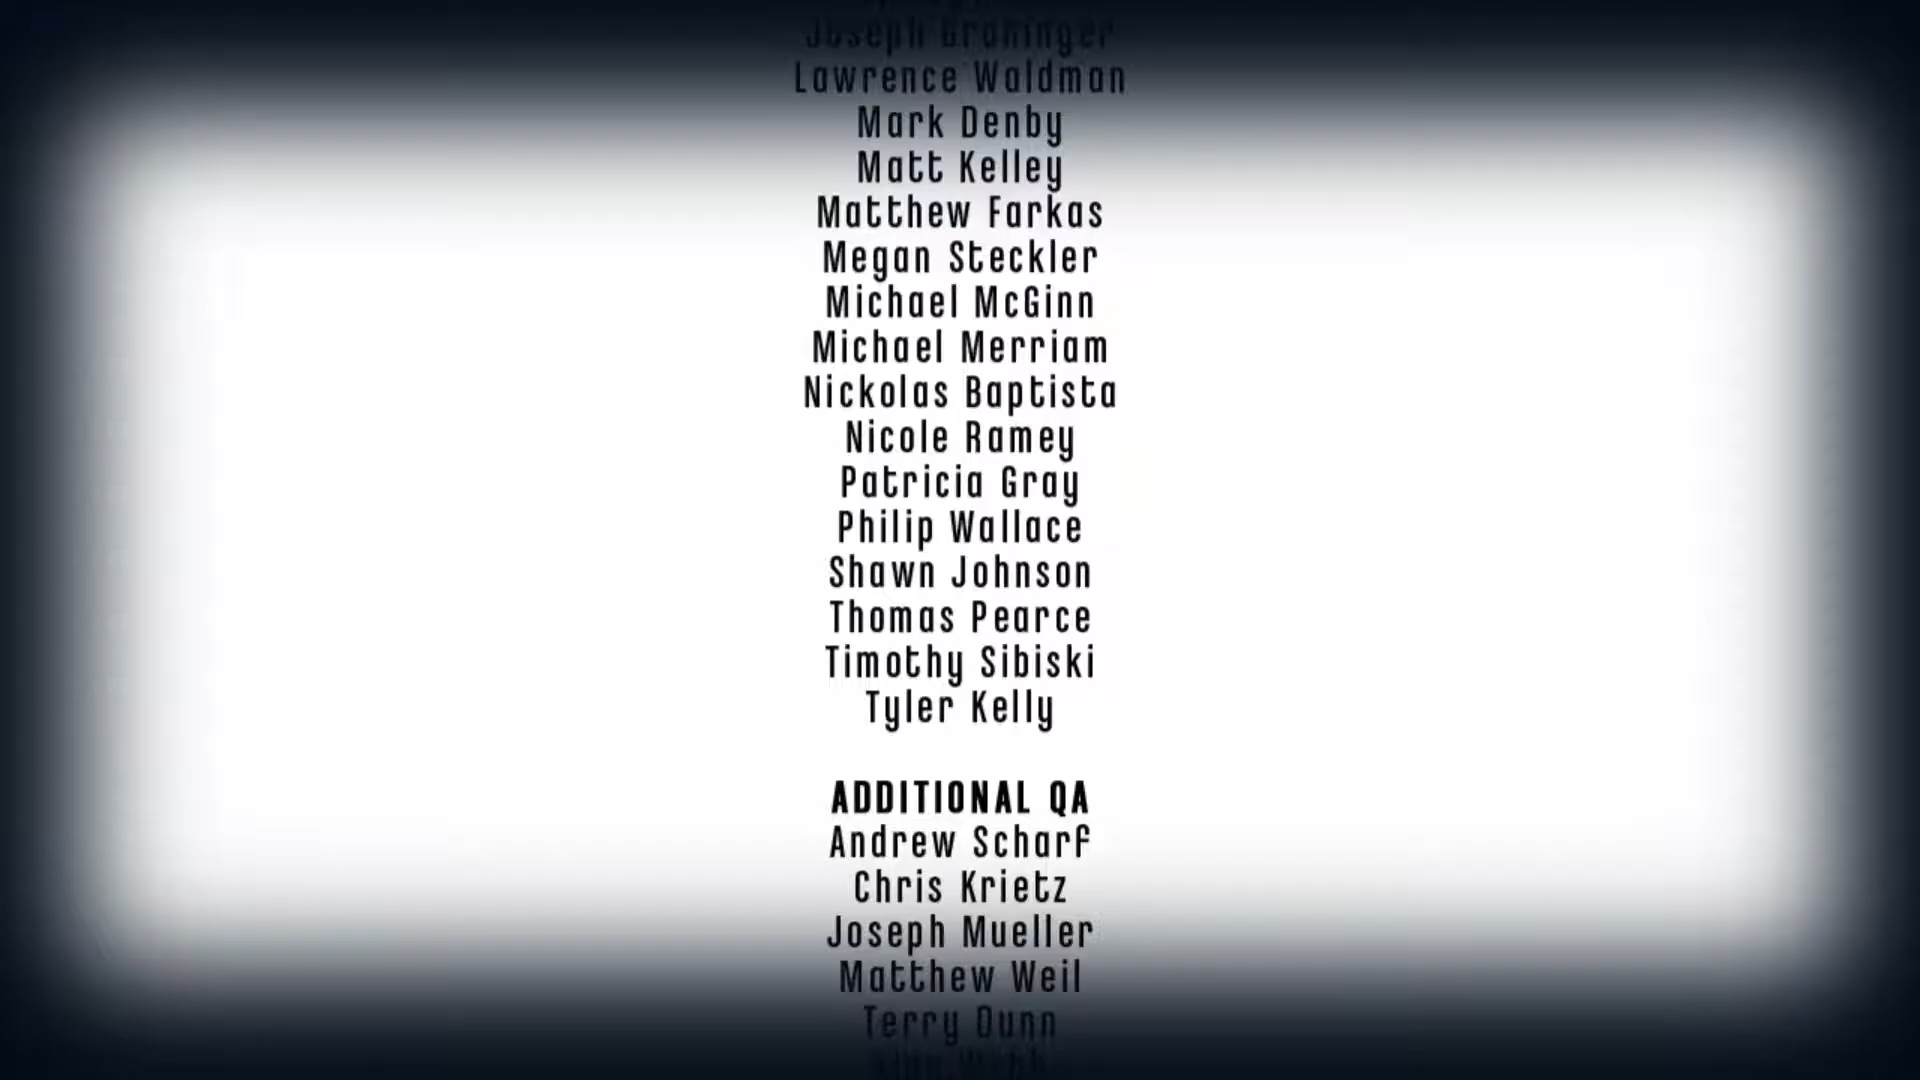 Joseph Groninger
Lawrence Waldman
Mark Denby
Matt Kelley
Matthew Farkas
Megan Steckler
Michael McGinn
Michael Merriam
Nickolas Baptista
Nicole Ramey
Patricia Gray
Philip Wallace
Shawn Johnson
Thomas Pearce
Timothy Sibiski
Tyler Kelly
ADDITIONAL QA
Andrew Scharf
Chris Krietz
Joseph Mueller
Matthew Weil
Terry Dunn